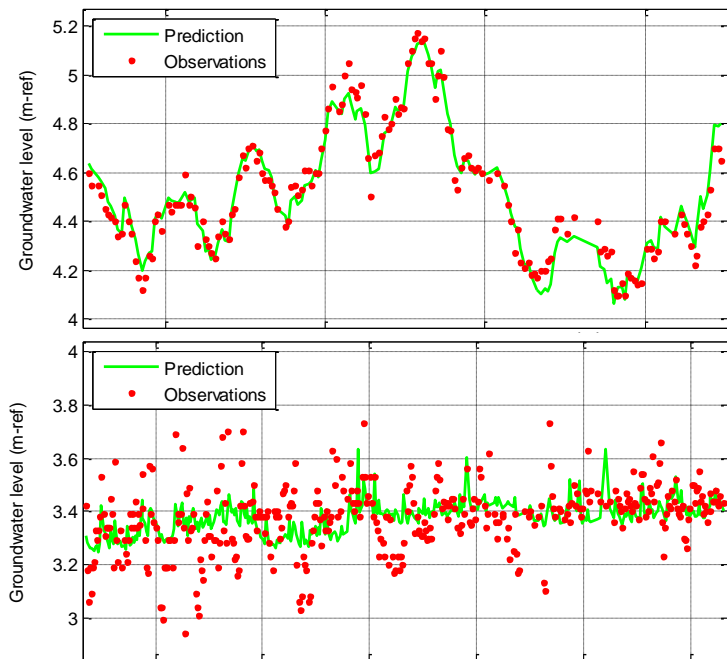 5.2
5
4.8
4.6
4.4
4.2
4
Groundwater level (m-ref)
Prediction
Observations
4
3.8
3.6
3.4
3.2
3
Groundwater level (m-ref)
Prediction
Observations